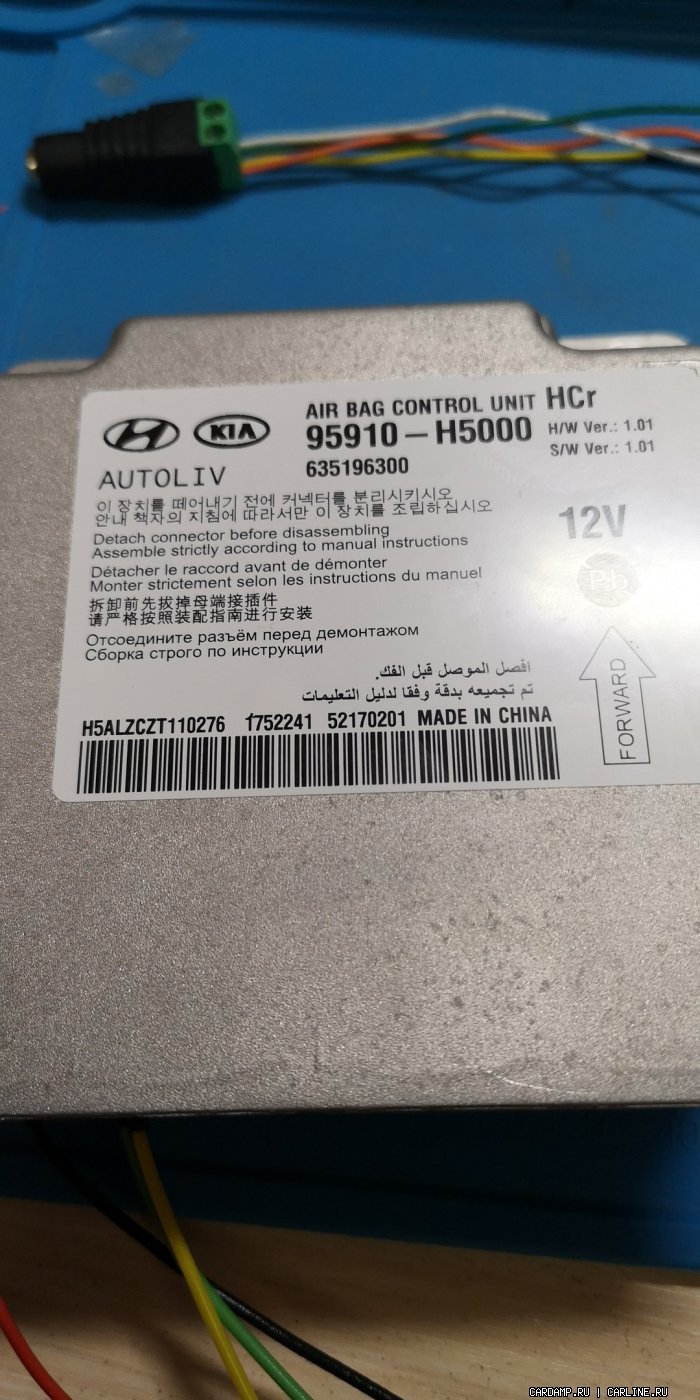 KIA
AIR BAG CONTROL UNIT HCr
95910-H5000
H/W Ver.: 1.01
S/W Ver.: 1.01
635196300
AUTOLIV
12V
이 장치를 떼어내기 전에 커넥터를 분리시키시오
안내 책자의 지침에 따라서만 이 장치를 조립하십시오
Detach connector before disassembling
Assemble strictly according to manual instructions
Détacher le raccord avant de démonter
Monter strictement selon les instructions du manuel
Pb
拆卸前先拔掉母端接插件
请严格按照装配指南进行安装
Отсоедините разъём перед демонтажом
Сборка строго по инструкции
افصل الموصل قبل الفك.
تم تجميعه بدقة وفقا لدليل التعليمات
FORWARD
H5ALZCZT110276 1752241 52170201 MADE IN CHINA
CARDAMP.RU | CARLINE.RU